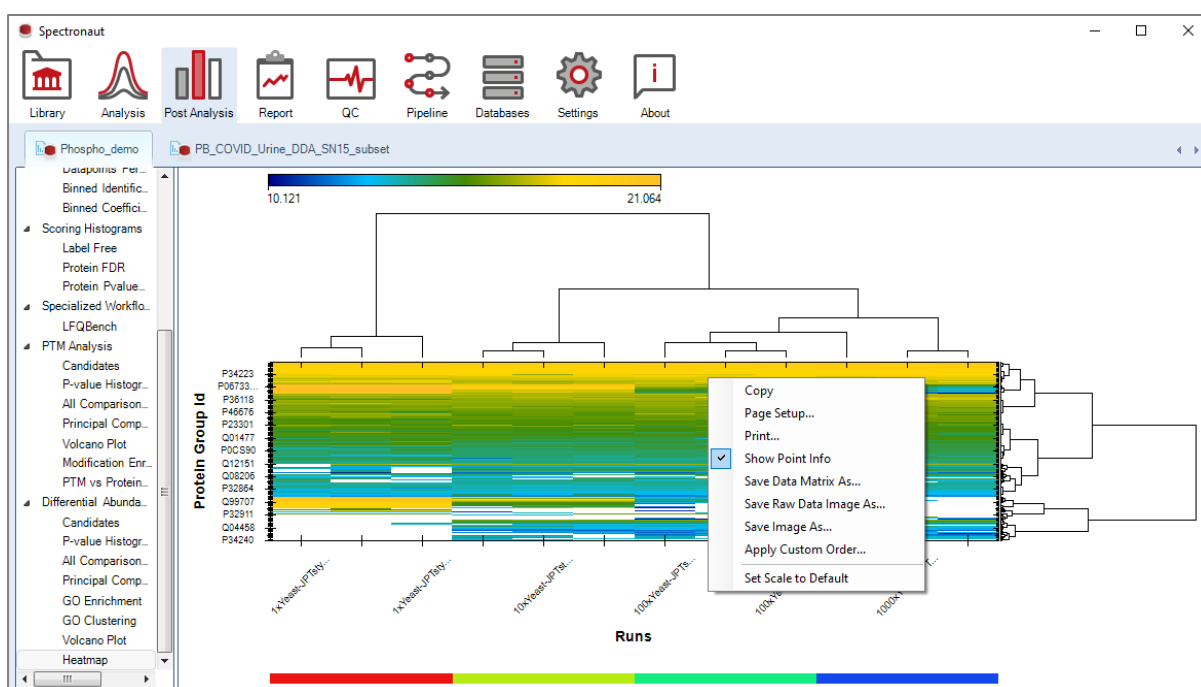 Spectronaut
Library
Analysis
Post Analysis
Report
QC
Pipeline
Databases
Settings
About
Phospho_demo
PB_COVID_Urine_DDA_SN15_subset
Datapoints Per...
Binned Identific...
Binned Coeffici...
Scoring Histograms
Label Free
Protein FDR
Protein Pvalue...
Specialized Workflo...
LFQBench
PTM Analysis
Candidates
P-value Histogr...
All Comparison...
Principal Comp...
Volcano Plot
Modification Enr...
PTM vs Protein...
Differential Abunda...
Candidates
P-value Histogr...
All Comparison...
Principal Comp...
GO Enrichment
GO Clustering
Volcano Plot
Heatmap
10.121
21.064
Protein Group Id
P34223
P06733...
P36118
P46676
P23301
Q01477
P0CS90
Q12151
Q08206
P32864
Q99707
P32911
Q04458
P34240
Copy
Page Setup...
Print...
Show Point Info
Save Data Matrix As...
Save Raw Data Image As...
Save Image As...
Apply Custom Order...
Set Scale to Default
1xYeast-JPTsty...
1xYeast-JPTsty...
10xYeast-JPTst...
100xYeast-JPTs...
Runs